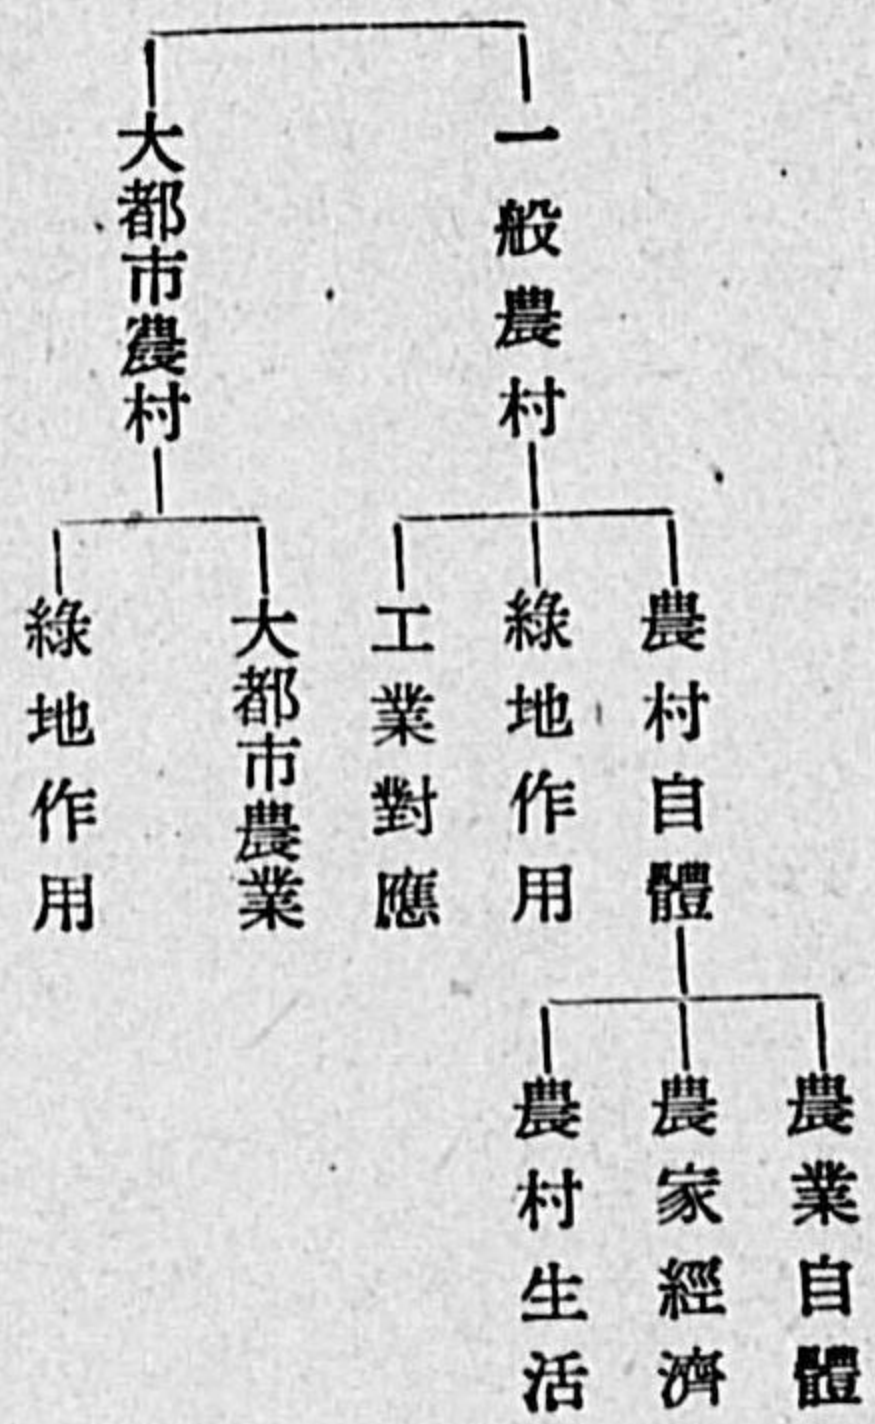 一般農村
農村自體
農業自體
農家經濟
農村生活
綠地作用
工業對應
大都市農村
大都市農業
綠地作用